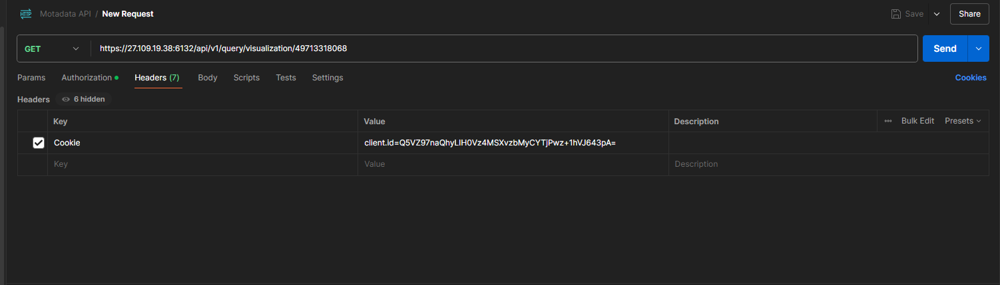 HTTP Motadata API / New Request Save Share
GET https://27.109.19.38:6132/api/v1/query/visualization/49713318068 Send
Params Authorization Headers (7) Body Scripts Tests Settings Cookies
Headers 6 hidden
Key Value Description Bulk Edit Presets
Cookie client.id=Q5VZ97naQhyLIH0Vz4MSXvzbMyCYTjPwz+1hVJ643pA=
Key Value Description